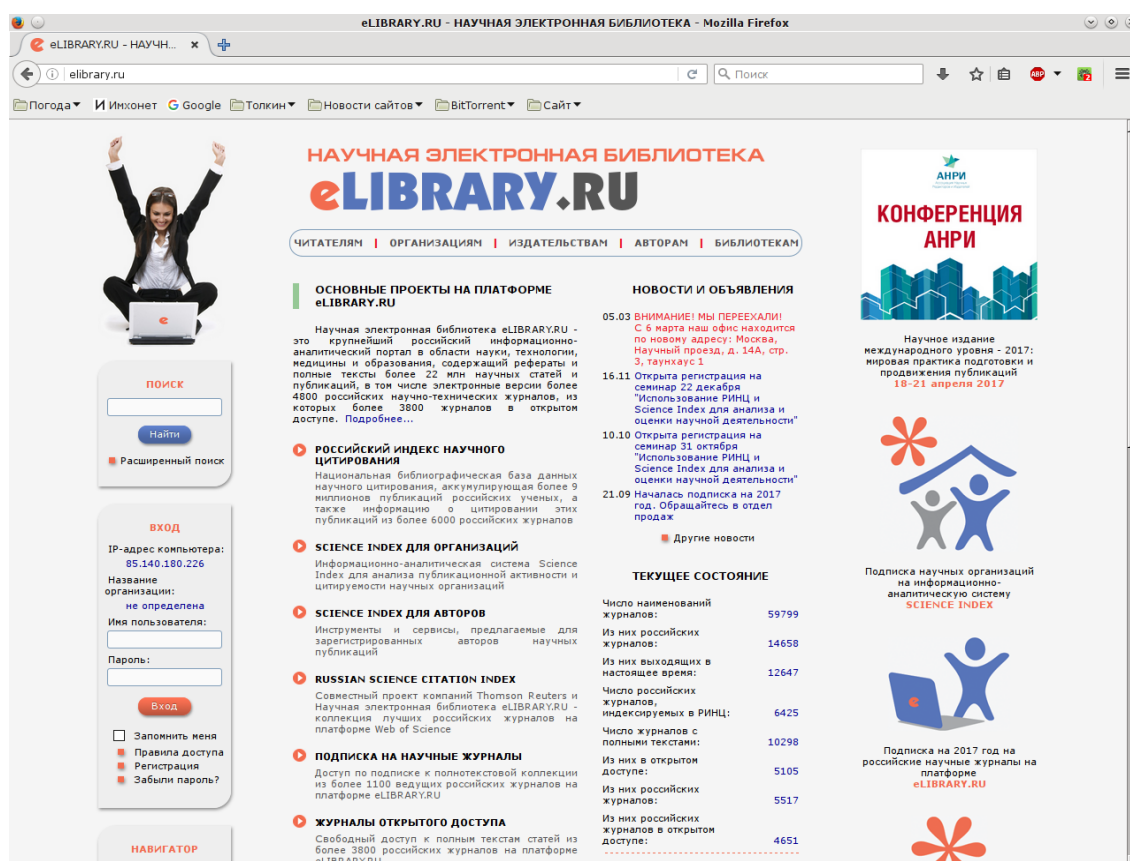 eLIBRARY.RU - НАУЧНАЯ ЭЛЕКТРОННАЯ БИБЛИОТЕКА - Mozilla Firefox
eLIBRARY.RU - НАУЧН...
elibrary.ru
Поиск
ABP
2
Погода
И Имхонет
G Google
Толкин
Новости сайтов
BitTorrent
Сайт
НАУЧНАЯ ЭЛЕКТРОННАЯ БИБЛИОТЕКА
eLIBRARY.RU
ЧИТАТЕЛЯМ | ОРГАНИЗАЦИЯМ | ИЗДАТЕЛЬСТВАМ | АВТОРАМ | БИБЛИОТЕКАМ
ПОИСК
Найти
Расширенный поиск
ВХОД
IP-адрес компьютера:
85.140.180.226
Название
организации:
не определена
Имя пользователя:
Пароль:
Вход
Запомнить меня
Правила доступа
Регистрация
Забыли пароль?
НАВИГАТОР
ОСНОВНЫЕ ПРОЕКТЫ НА ПЛАТФОРМЕ
eLIBRARY.RU
Научная электронная библиотека eLIBRARY.RU -
это крупнейший российский информационно-
аналитический портал в области науки, технологии,
медицины и образования, содержащий рефераты и
полные тексты более 22 млн научных статей и
публикаций, в том числе электронные версии более
4800 российских научно-технических журналов, из
которых более 3800 журналов в открытом
доступе. Подробнее...
РОССИЙСКИЙ ИНДЕКС НАУЧНОГО
ЦИТИРОВАНИЯ
Национальная библиографическая база данных
научного цитирования, аккумулирующая более 9
миллионов публикаций российских ученых, а
также информацию о цитировании этих
публикаций из более 6000 российских журналов
SCIENCE INDEX ДЛЯ ОРГАНИЗАЦИЙ
Информационно-аналитическая система Science
Index для анализа публикационной активности и
цитируемости научных организаций
SCIENCE INDEX ДЛЯ АВТОРОВ
Инструменты и сервисы, предлагаемые для
зарегистрированных авторов научных
публикаций
RUSSIAN SCIENCE CITATION INDEX
Совместный проект компаний Thomson Reuters и
Научная электронная библиотека eLIBRARY.RU -
коллекция лучших российских журналов на
платформе Web of Science
ПОДПИСКА НА НАУЧНЫЕ ЖУРНАЛЫ
Доступ по подписке к полнотекстовой коллекции
из более 1100 ведущих российских журналов на
платформе eLIBRARY.RU
ЖУРНАЛЫ ОТКРЫТОГО ДОСТУПА
Свободный доступ к полным текстам статей из
более 3800 российских журналов на платформе
eLIBRARY.RU
НОВОСТИ И ОБЪЯВЛЕНИЯ
05.03 ВНИМАНИЕ! МЫ ПЕРЕЕХАЛИ!
С 6 марта наш офис находится
по новому адресу: Москва,
Научный проезд, д. 14А, стр.
3, таунхаус 1
16.11 Открыта регистрация на
семинар 22 декабря
"Использование РИНЦ и
Science Index для анализа и
оценки научной деятельности"
10.10 Открыта регистрация на
семинар 31 октября
"Использование РИНЦ и
Science Index для анализа и
оценки научной деятельности"
21.09 Началась подписка на 2017
год. Обращайтесь в отдел
продаж
Другие новости
ТЕКУЩЕЕ СОСТОЯНИЕ
Число наименований
журналов: 59799
Из них российских
журналов: 14658
Из них выходящих в
настоящее время: 12647
Число российских
журналов,
индексируемых в РИНЦ: 6425
Число журналов с
полными текстами: 10298
Из них в открытом
доступе: 5105
Из них российских
журналов: 5517
Из них российских
журналов в открытом
доступе: 4651
АНРИ
КОНФЕРЕНЦИЯ
АНРИ
Научное издание
международного уровня - 2017:
мировая практика подготовки и
продвижения публикаций
18-21 апреля 2017
Подписка научных организаций
на информационно-
аналитическую систему
SCIENCE INDEX
e
Подписка на 2017 год на
российские научные журналы на
платформе
eLIBRARY.RU